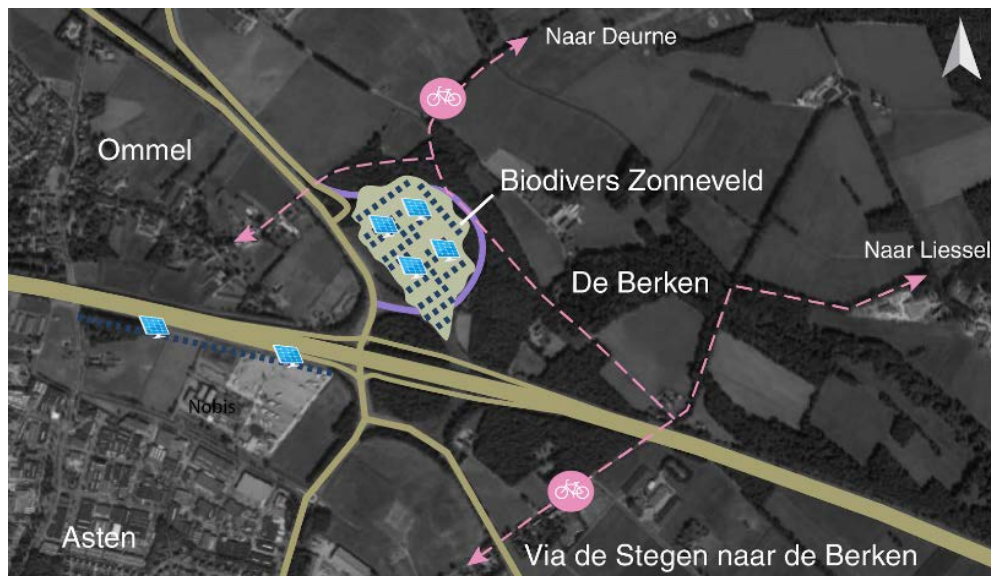 Naar Deurne
Ommel
Biodivers Zonneveld
Naar Liessel
De Berken
Nobis
Asten
Via de Stegen naar de Berken